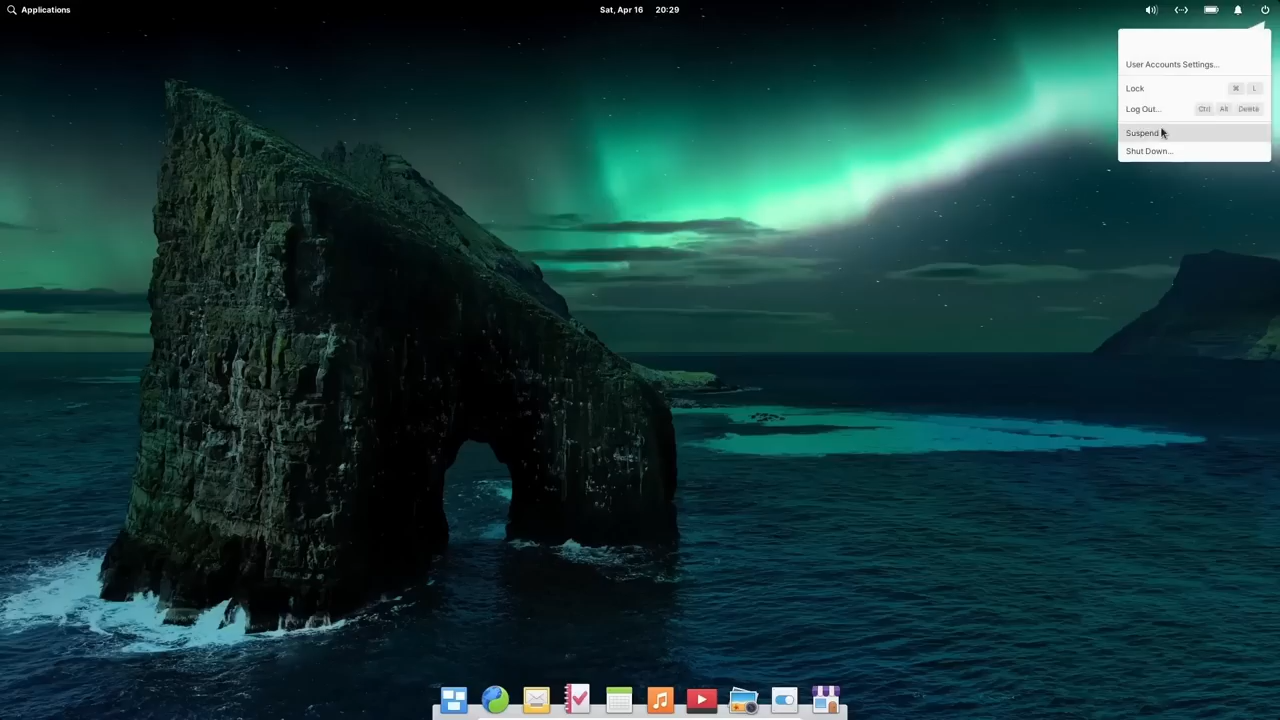 Applications
Sat, Apr 16 20:29
User Accounts Settings...
Lock ⌘ L
Log Out... Ctrl Alt Delete
Suspend
Shut Down...